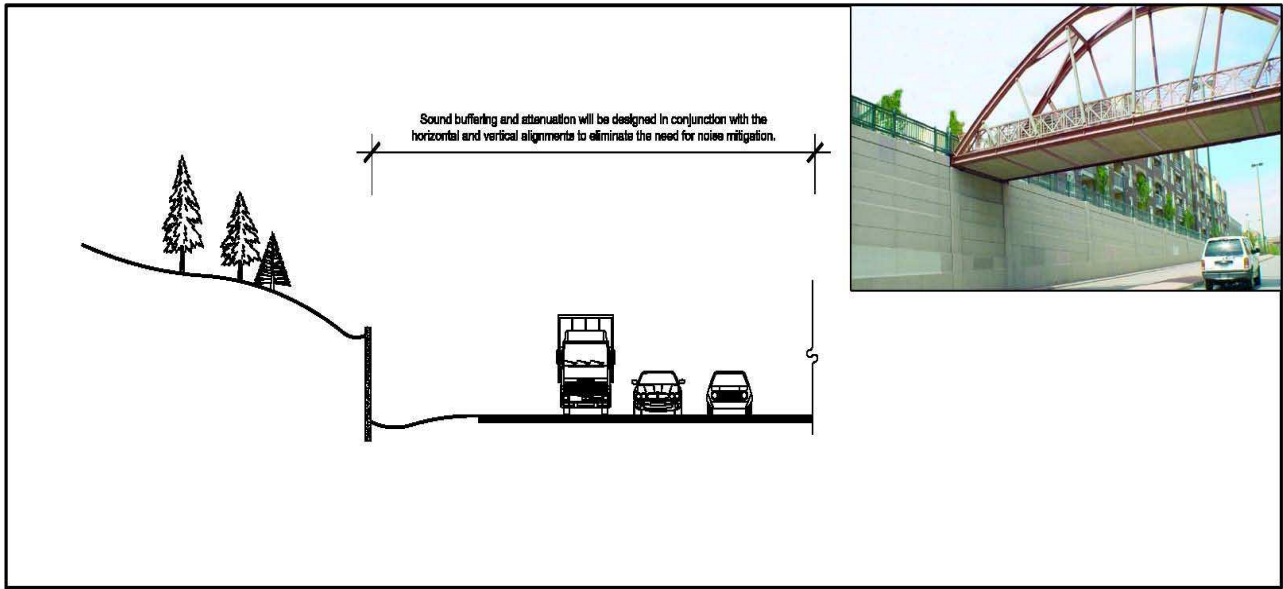 Sound buffering and attenuation will be designed in conjunction with the
horizontal and vertical alignments to eliminate the need for noise mitigation.